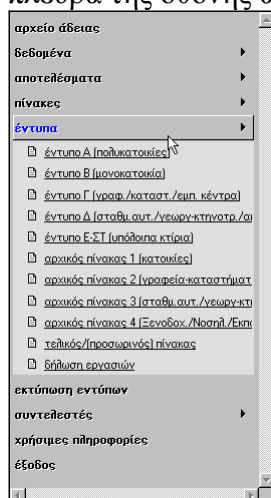 αρχείο άδειας
δεδομένα
αποτελέσματα
πίνακες
έντυπα
έντυπο Α (πολυκατοικίες)
έντυπο Β (μονοκατοικία)
έντυπο Γ (γραφ./καταστ./εμπ. κέντρα)
έντυπο Δ (σταθμ.αυτ./γεωργ-κτηνοτρ./
έντυπο Ε-ΣΤ (υπόλοιπα κτίρια)
αρχικός πίνακας 1 (κατοικίες)
αρχικός πίνακας 2 (γραφεία-καταστήματ
αρχικός πίνακας 3 (σταθμ.αυτ./γεωργ-κτη
αρχικός πίνακας 4 (Ξενοδοχ./Νοσηλ./Εκπ
τελικός/(προσωρινός) πίνακας
δήλωση εργασιών
εκτύπωση εντύπων
συντελεστές
χρήσιμες πληροφορίες
έξοδος